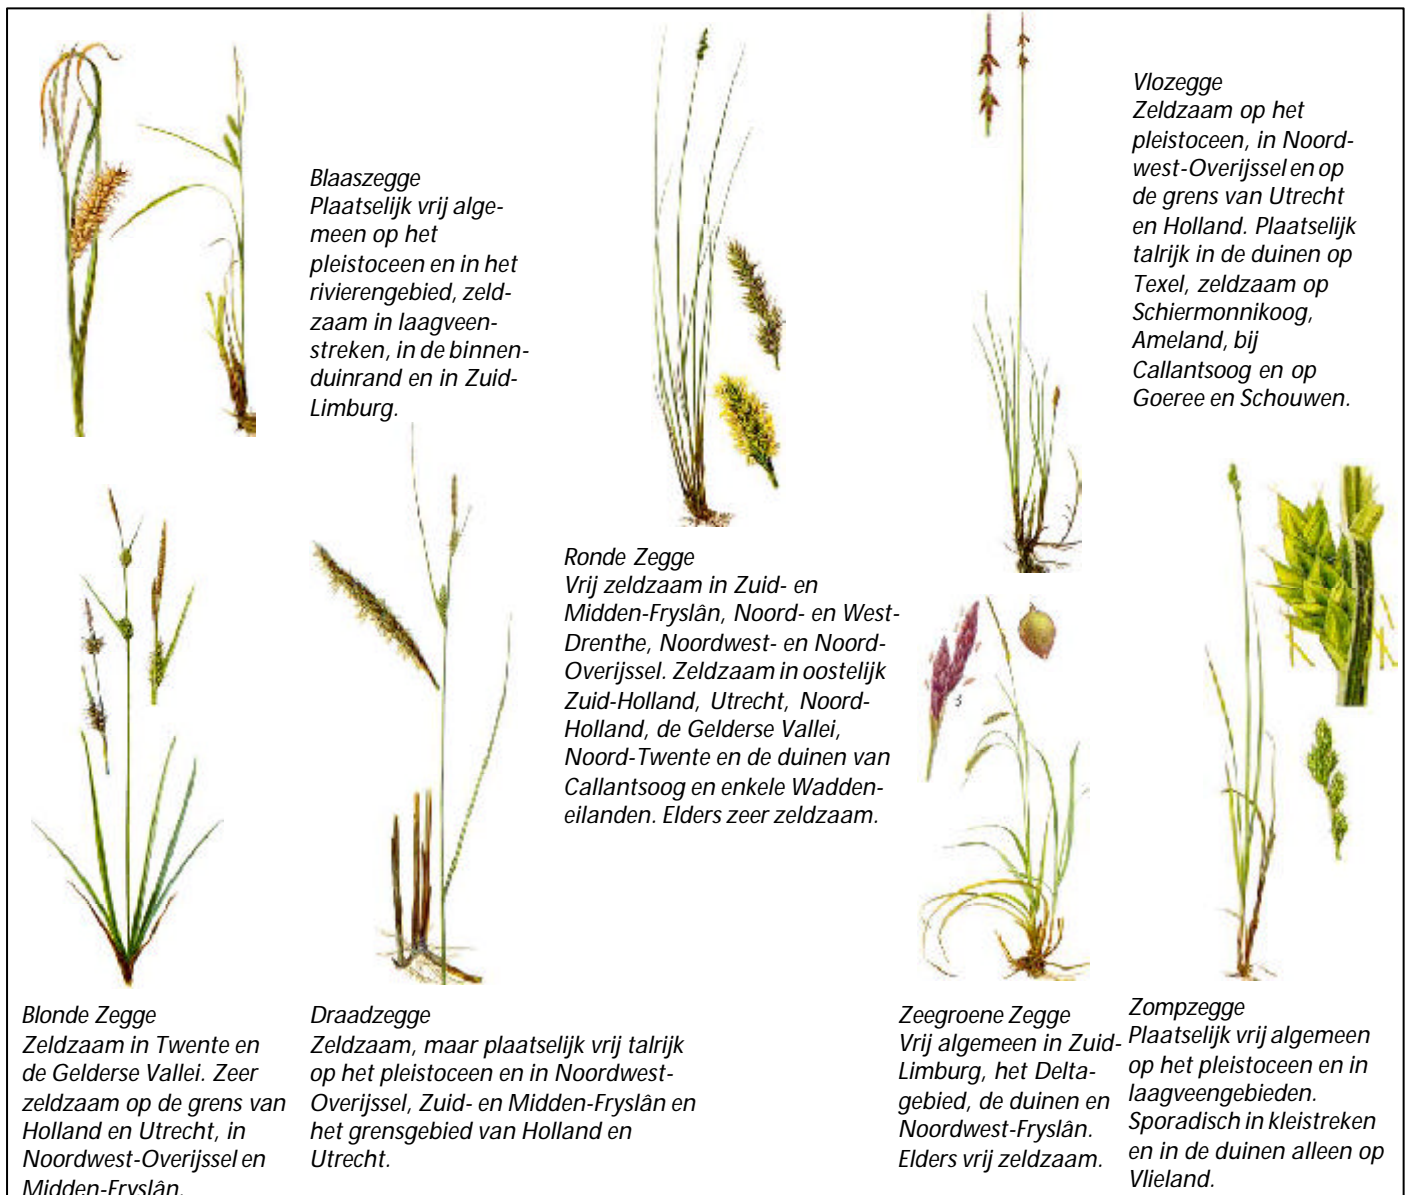 Blaaszegge
Plaatselijk vrij alge-
meen op het
pleistoceen en in het
rivierengebied, zeld-
zaam in laagveen-
streken, in de binnen-
duinrand en in Zuid-
Limburg.
Vlozegge
Zeldzaam op het
pleistoceen, in Noord-
west-Overijssel en op
de grens van Utrecht
en Holland. Plaatselijk
talrijk in de duinen op
Texel, zeldzaam op
Schiermonnikoog,
Ameland, bij
Callantsoog en op
Goeree en Schouwen.
Ronde Zegge
Vrij zeldzaam in Zuid- en
Midden-Fryslân, Noord- en West-
Drenthe, Noordwest- en Noord-
Overijssel. Zeldzaam in oostelijk
Zuid-Holland, Utrecht, Noord-
Holland, de Gelderse Vallei,
Noord-Twente en de duinen van
Callantsoog en enkele Wadden-
eilanden. Elders zeer zeldzaam.
3
Blonde Zegge
Zeldzaam in Twente en
de Gelderse Vallei. Zeer
zeldzaam op de grens van
Holland en Utrecht, in
Noordwest-Overijssel en
Midden-Fryslân.
Draadzegge
Zeldzaam, maar plaatselijk vrij talrijk
op het pleistoceen en in Noordwest-
Overijssel, Zuid- en Midden-Fryslân en
het grensgebied van Holland en
Utrecht.
Zeegroene Zegge
Vrij algemeen in Zuid-
Limburg, het Delta-
gebied, de duinen en
Noordwest-Fryslân.
Elders vrij zeldzaam.
Zompzegge
Plaatselijk vrij algemeen
op het pleistoceen en in
laagveengebieden.
Sporadisch in kleistreken
en in de duinen alleen op
Vlieland.